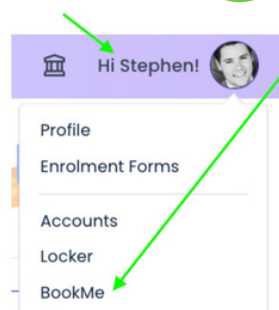 Hi Stephen!
Profile
Enrolment Forms
Accounts
Locker
BookMe